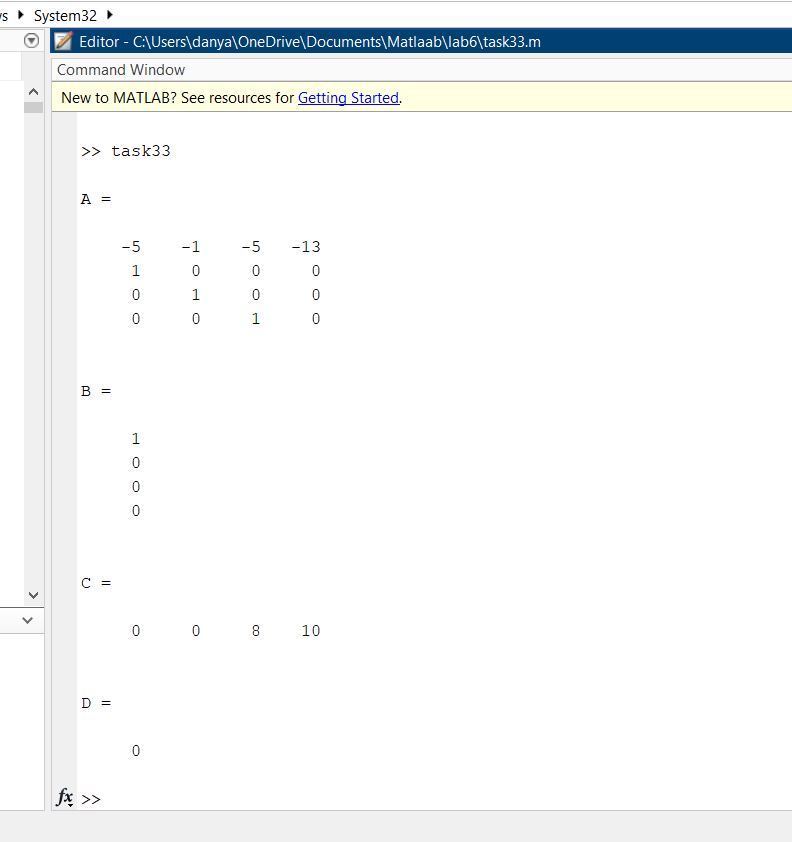 System32
Editor - C:\Users\danya\OneDrive\Documents\Matlaab\lab6\task33.m
Command Window
New to MATLAB? See resources for Getting Started.
>> task33
A =
-5 -1 -5 -13
1 0 0 0
0 1 0 0
0 0 1 0
B =
1
0
0
0
C =
0 0 8 10
D =
0
fx >>